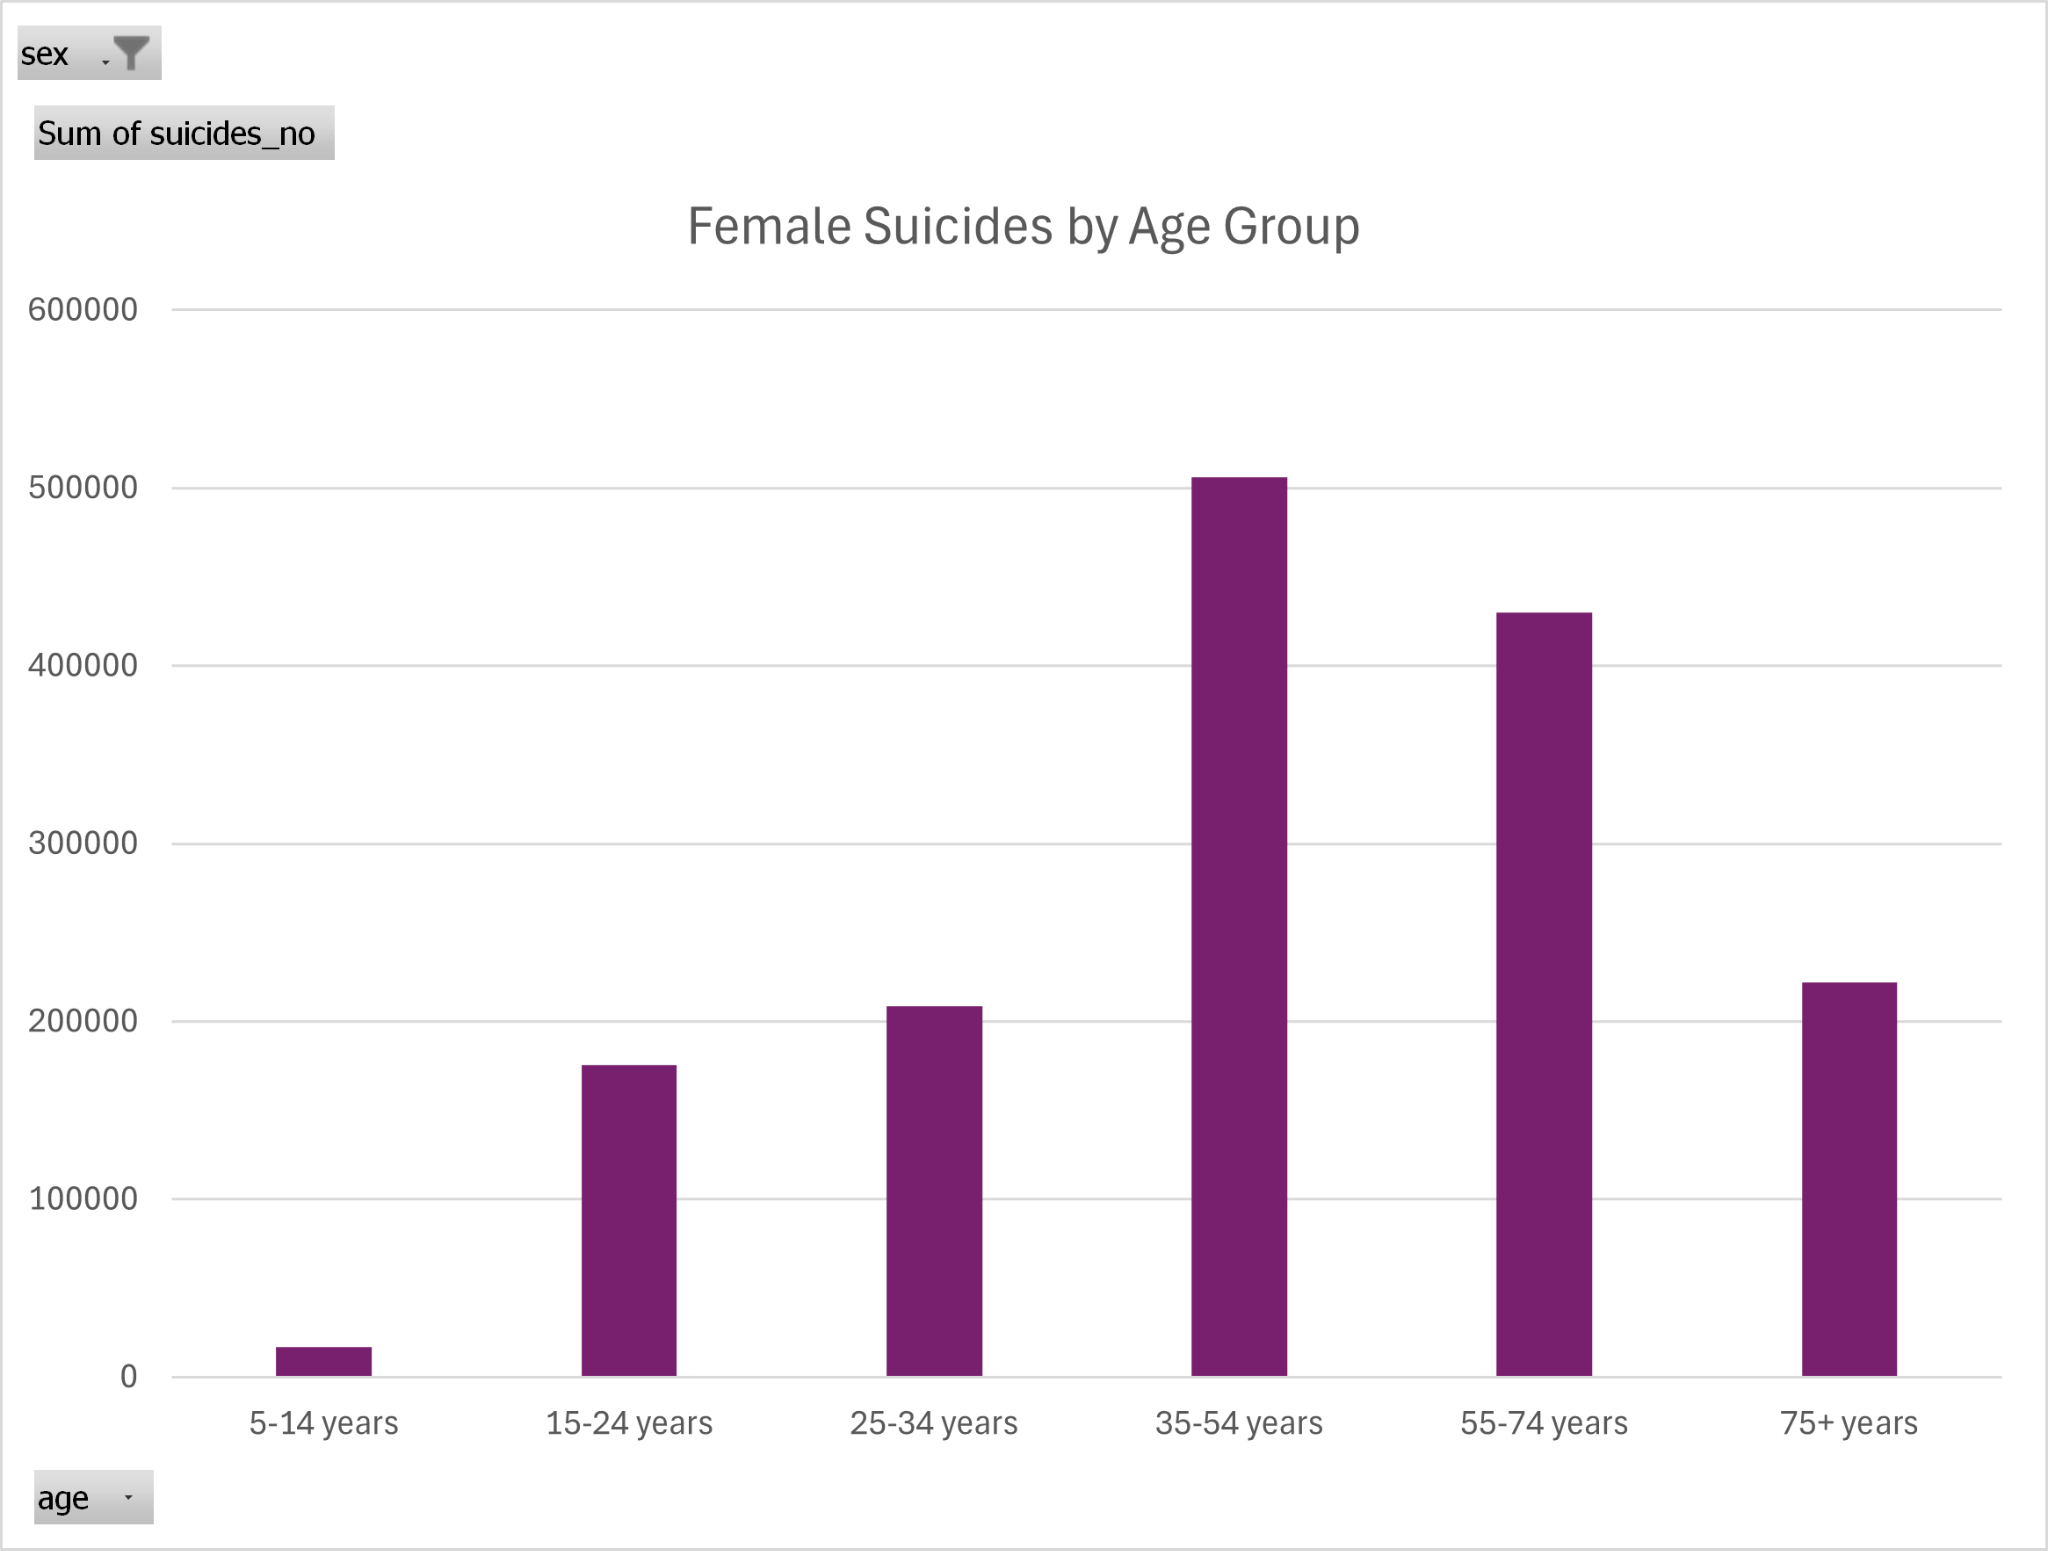 sex
Sum of suicides_no
Female Suicides by Age Group
600000
500000
400000
300000
200000
100000
0
5-14 years 15-24 years 25-34 years 35-54 years 55-74 years 75+ years
age